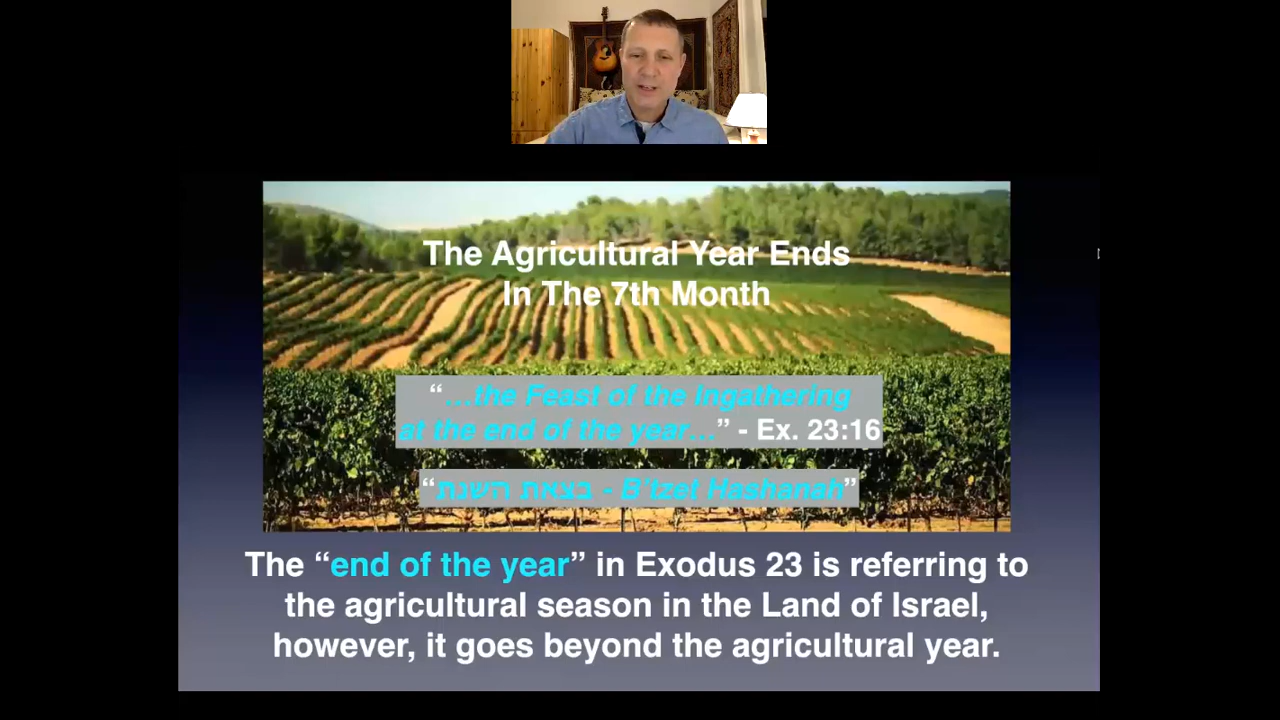 The Agricultural Year Ends
In The 7th Month
“…the Feast of the Ingathering
at the end of the year…” - Ex. 23:16
“בצאת השנת - B’tzet Hashanah”
The “end of the year” in Exodus 23 is referring to
the agricultural season in the Land of Israel,
however, it goes beyond the agricultural year.